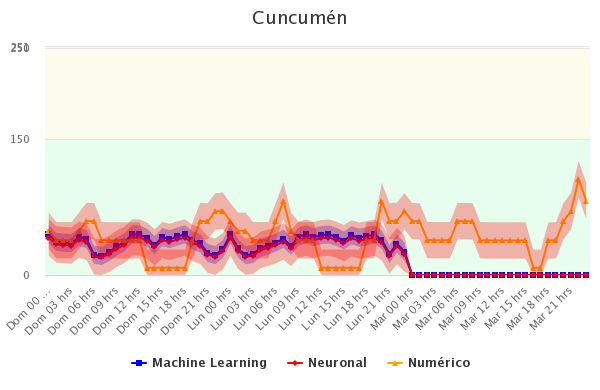 Cuncumén
250
150
0
Dom 00 ...
Dom 03 hrs
Dom 06 hrs
Dom 09 hrs
Dom 12 hrs
Dom 15 hrs
Dom 18 hrs
Dom 21 hrs
Lun 00 hrs
Lun 03 hrs
Lun 06 hrs
Lun 09 hrs
Lun 12 hrs
Lun 15 hrs
Lun 18 hrs
Lun 21 hrs
Mar 00 hrs
Mar 03 hrs
Mar 06 hrs
Mar 09 hrs
Mar 12 hrs
Mar 15 hrs
Mar 18 hrs
Mar 21 hrs
Machine Learning Neuronal Numérico